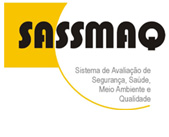 SASSMAQ
Sistema de Avaliação de
Segurança, Saúde,
Meio Ambiente e
Qualidade